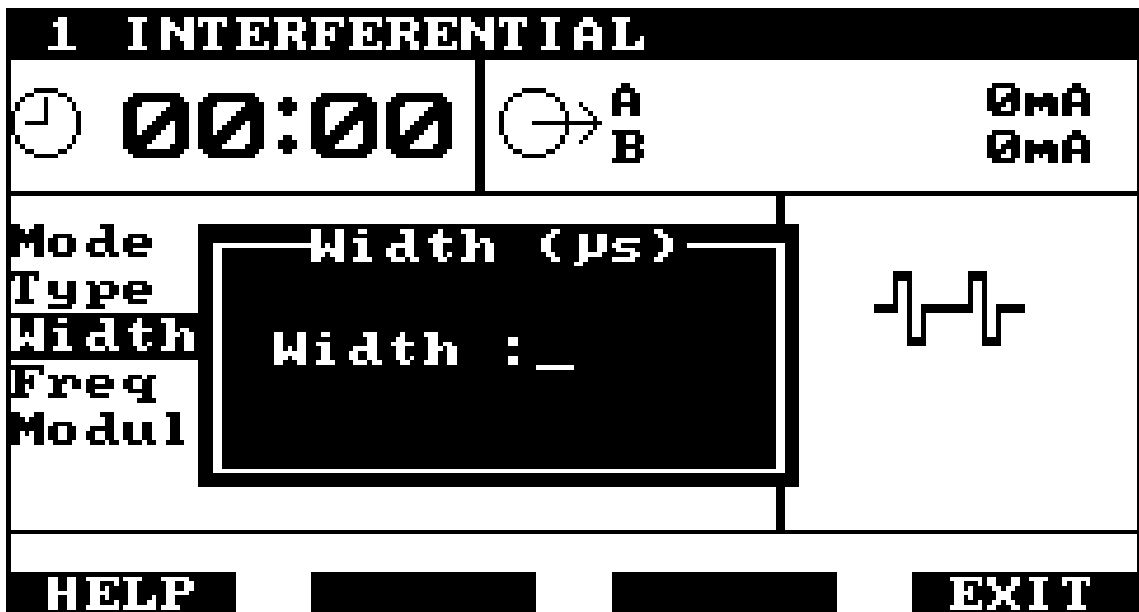 1 INTERFERENTIAL
00:00
A 0mA
B 0mA
Mode
Type
Width
Freq
Modul
Width (µs)
Width :_
HELP
EXIT